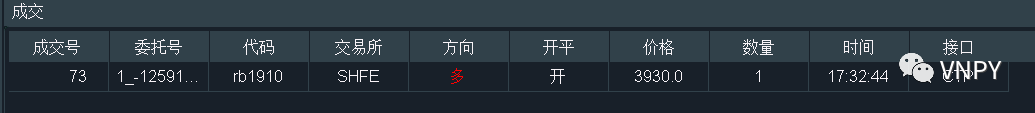 成交
成交号 委托号 代码 交易所 方向 开平 价格 数量 时间 接口
73 1_-12591... rb1910 SHFE 多 开 3930.0 1 17:32:44 CTP
VNPY